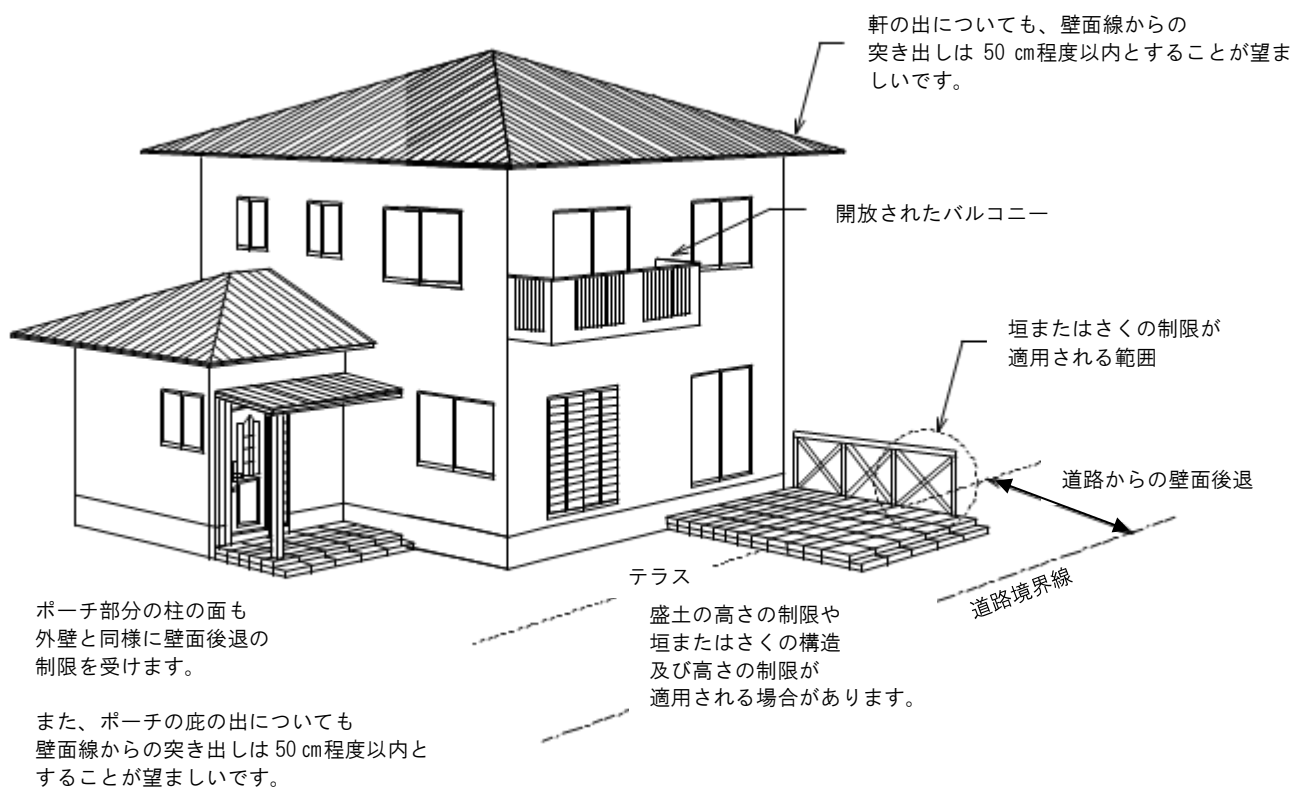 軒の出についても、壁面線からの
突き出しは 50 ㎝程度以内とすることが望ま
しいです。
開放されたバルコニー
垣またはさくの制限が
適用される範囲
道路からの壁面後退
道路境界線
テラス
盛土の高さの制限や
垣またはさくの構造
及び高さの制限が
適用される場合があります。
ポーチ部分の柱の面も
外壁と同様に壁面後退の
制限を受けます。
また、ポーチの庇の出についても
壁面線からの突き出しは 50 ㎝程度以内と
することが望ましいです。